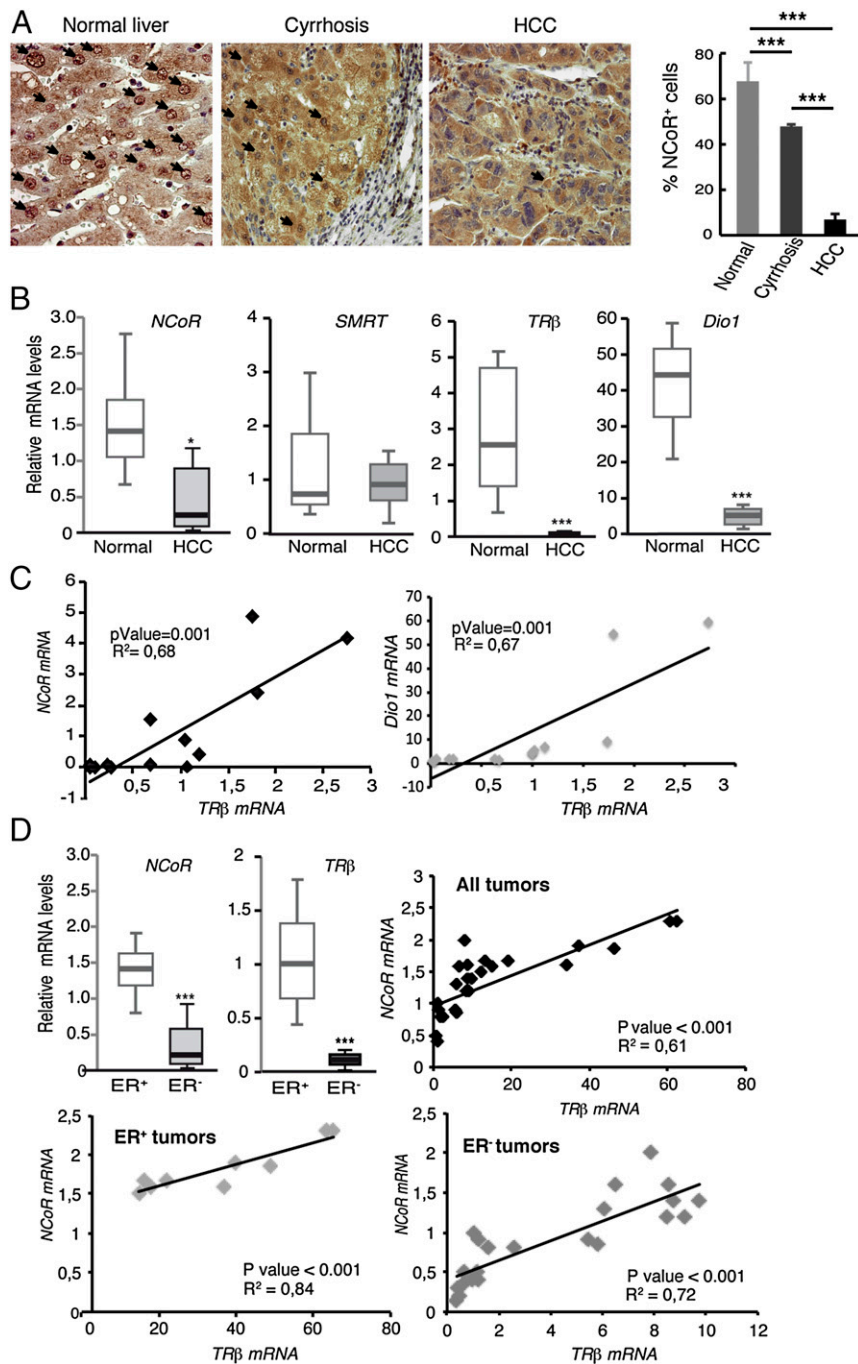 A
Normal liver Cyrrhosis HCC
***
***
***
% NCoR⁺ cells
80
60
40
20
0
Normal Cyrrhosis HCC
B
Relative mRNA levels
NCoR
3.0
2.5
2.0
1.5
1.0
0.5
0
*
Normal HCC
SMRT
4
3
2
1
0
Normal HCC
TRβ
6
5
4
3
2
1
0
***
Normal HCC
Dio1
60
50
40
30
20
10
0
***
Normal HCC
C
NCoR mRNA
6
5
4
3
2
1
0
-1
pValue=0.001
R²= 0,68
0,5 1 1,5 2 2,5 3
TRβ mRNA
Dio1 mRNA
70
60
50
40
30
20
10
0
-10
pValue=0.001
R²= 0,67
0,5 1 1,5 2 2,5 3
TRβ mRNA
D
Relative mRNA levels
NCoR
3.0
2.5
2.0
1.5
1.0
0.5
0
***
ER⁺ ER⁻
TRβ
2
1.5
1
0.5
0
***
ER⁺ ER⁻
All tumors
NCoR mRNA
3
2,5
2
1,5
1
0,5
0
P value < 0.001
R² = 0,61
0 20 40 60 80
TRβ mRNA
ER⁺ tumors
NCoR mRNA
2,5
2
1,5
1
0,5
0
P value < 0.001
R² = 0,84
0 20 40 60 80
TRβ mRNA
ER⁻ tumors
NCoR mRNA
2,5
2
1,5
1
0,5
0
P value < 0.001
R² = 0,72
0 2 4 6 8 10 12
TRβ mRNA